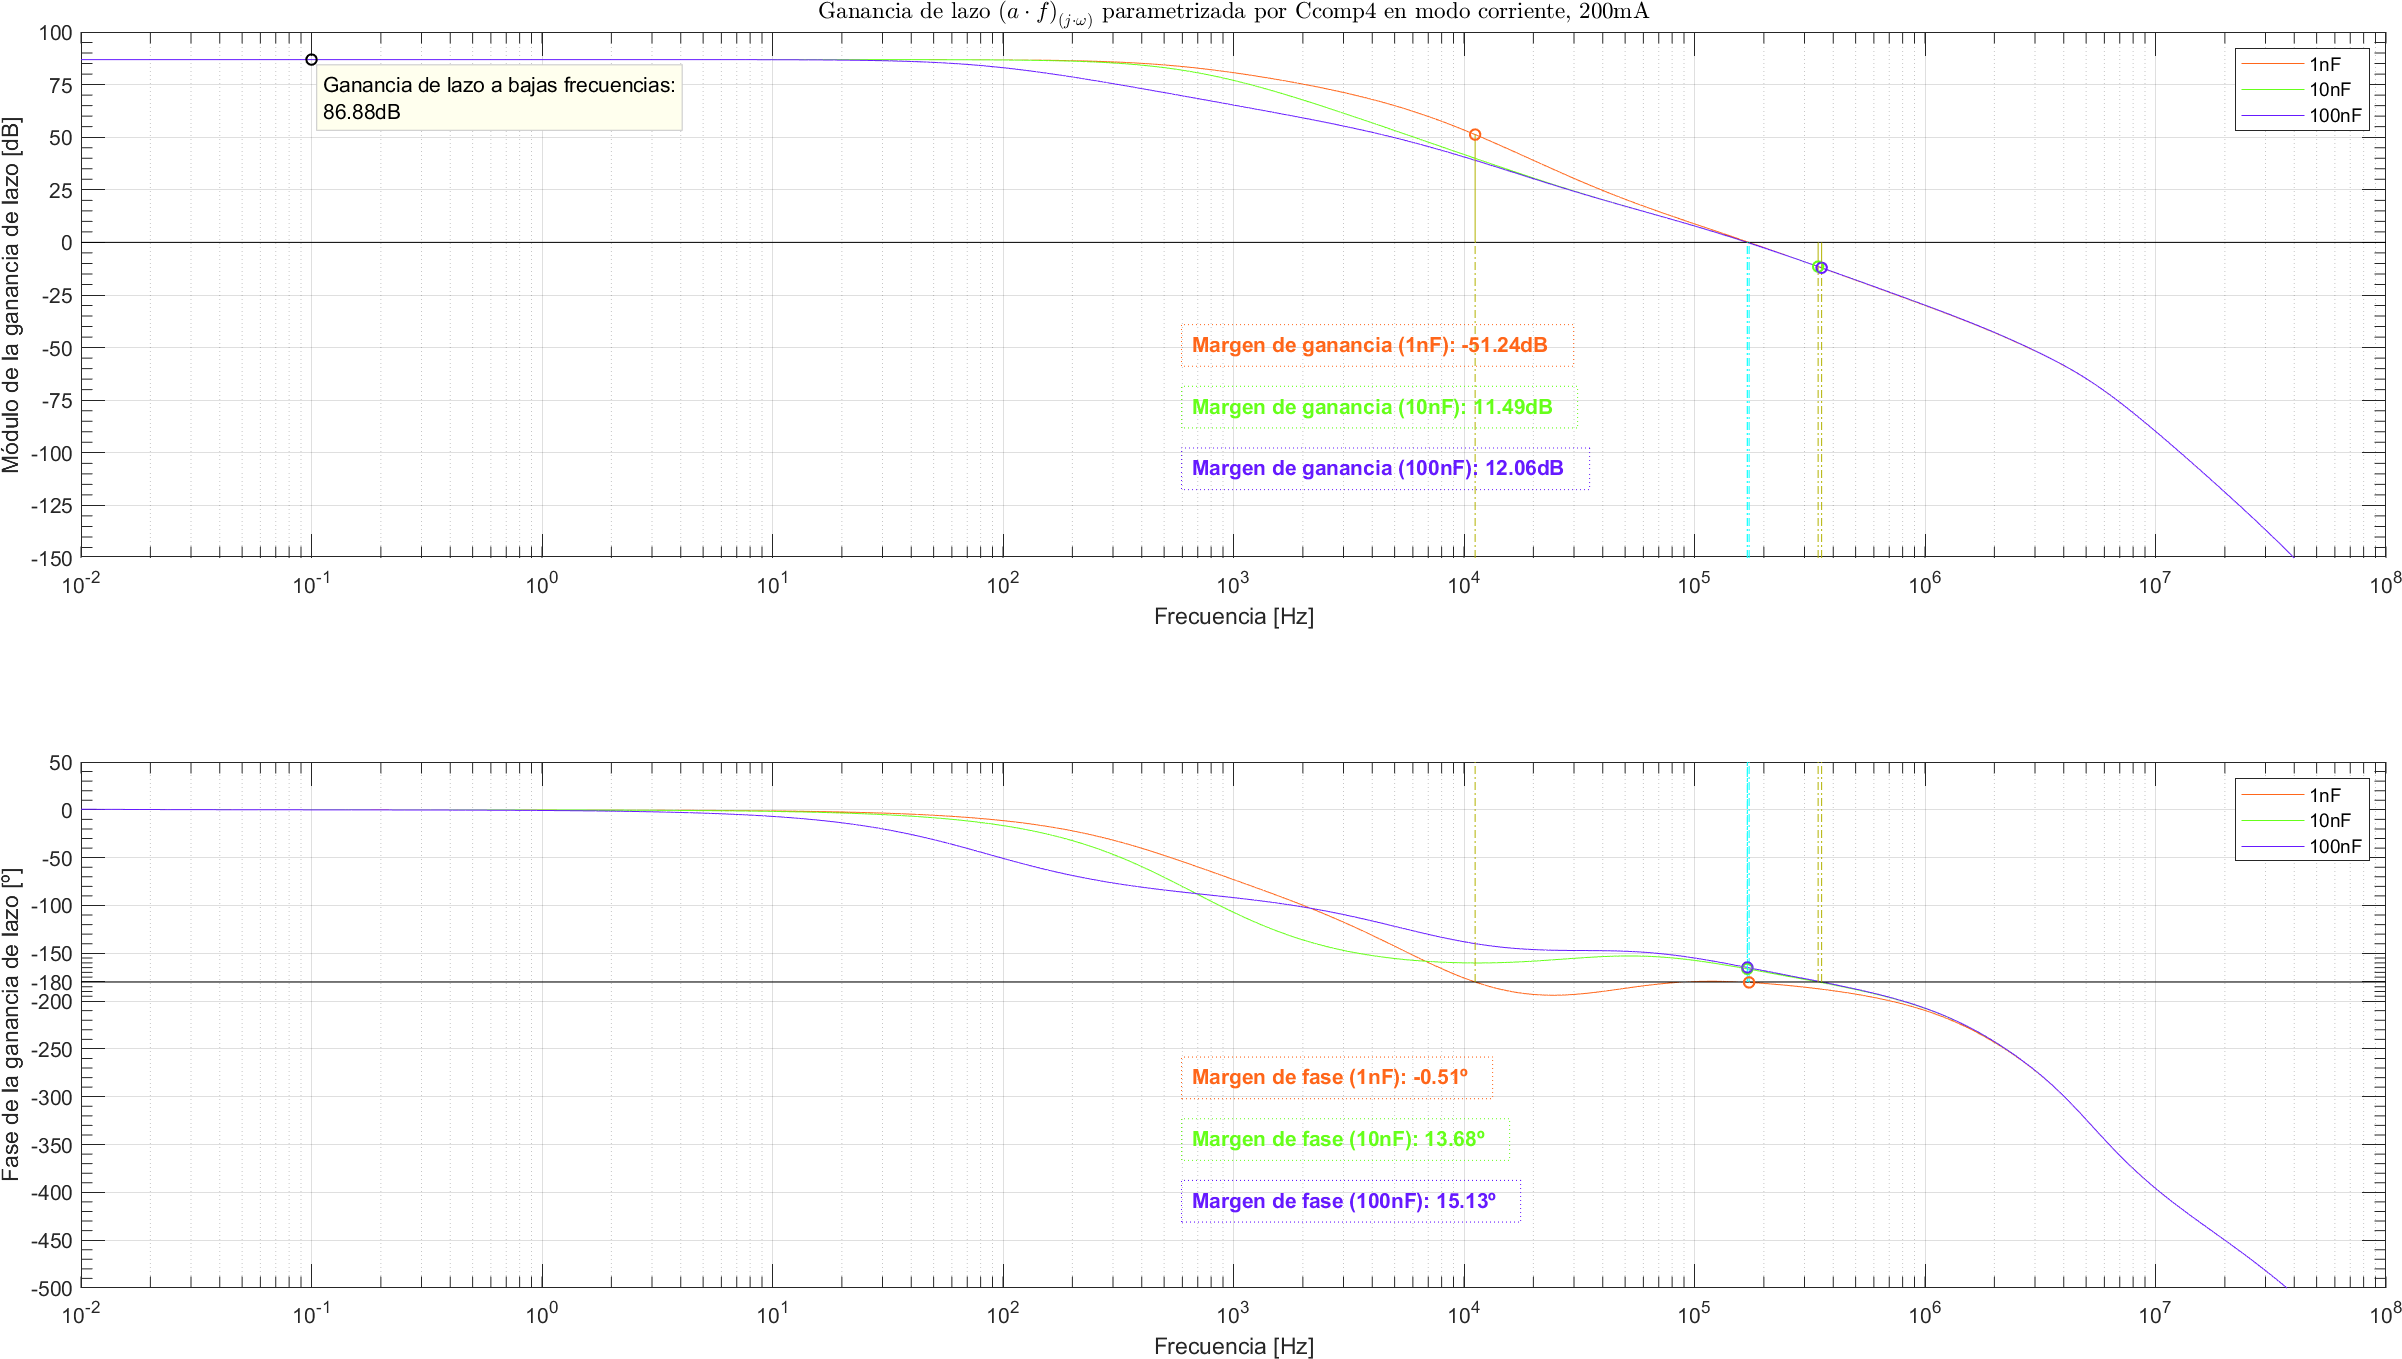 Ganancia de lazo (a · f)(j·ω) parametrizada por Ccomp4 en modo corriente, 200mA
Módulo de la ganancia de lazo [dB]
100
75
50
25
0
-25
-50
-75
-100
-125
-150
Ganancia de lazo a bajas frecuencias:
86.88dB
1nF
10nF
100nF
Margen de ganancia (1nF): -51.24dB
Margen de ganancia (10nF): 11.49dB
Margen de ganancia (100nF): 12.06dB
10-2 10-1 100 101 102 103 104 105 106 107 108
Frecuencia [Hz]
Fase de la ganancia de lazo [º]
50
0
-50
-100
-150
-180
-200
-250
-300
-350
-400
-450
-500
1nF
10nF
100nF
Margen de fase (1nF): -0.51º
Margen de fase (10nF): 13.68º
Margen de fase (100nF): 15.13º
10-2 10-1 100 101 102 103 104 105 106 107 108
Frecuencia [Hz]